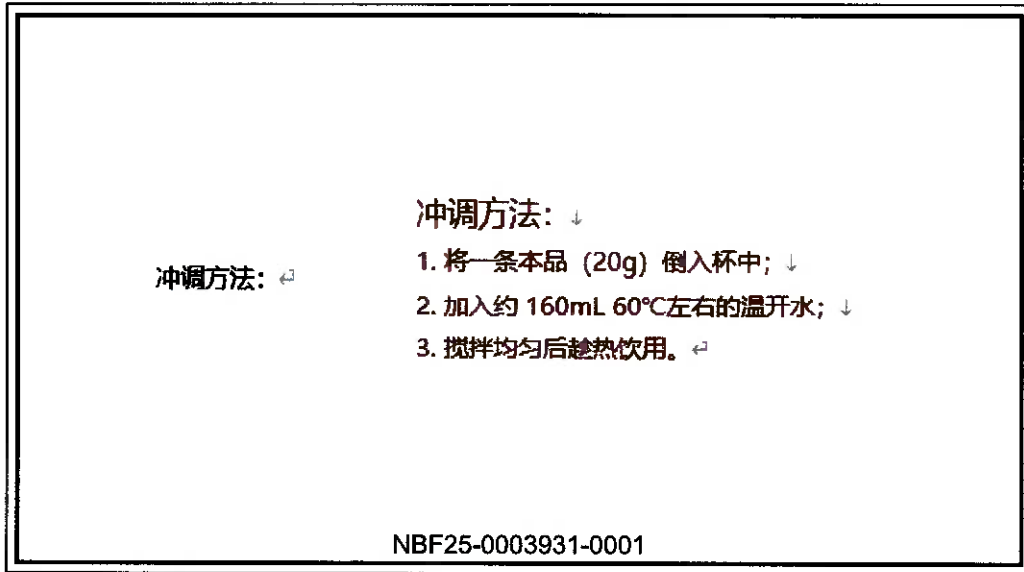 冲调方法：
冲调方法：
1. 将一条本品（20g）倒入杯中；
2. 加入约 160mL 60℃左右的温开水；
3. 搅拌均匀后趁热饮用。
NBF25-0003931-0001